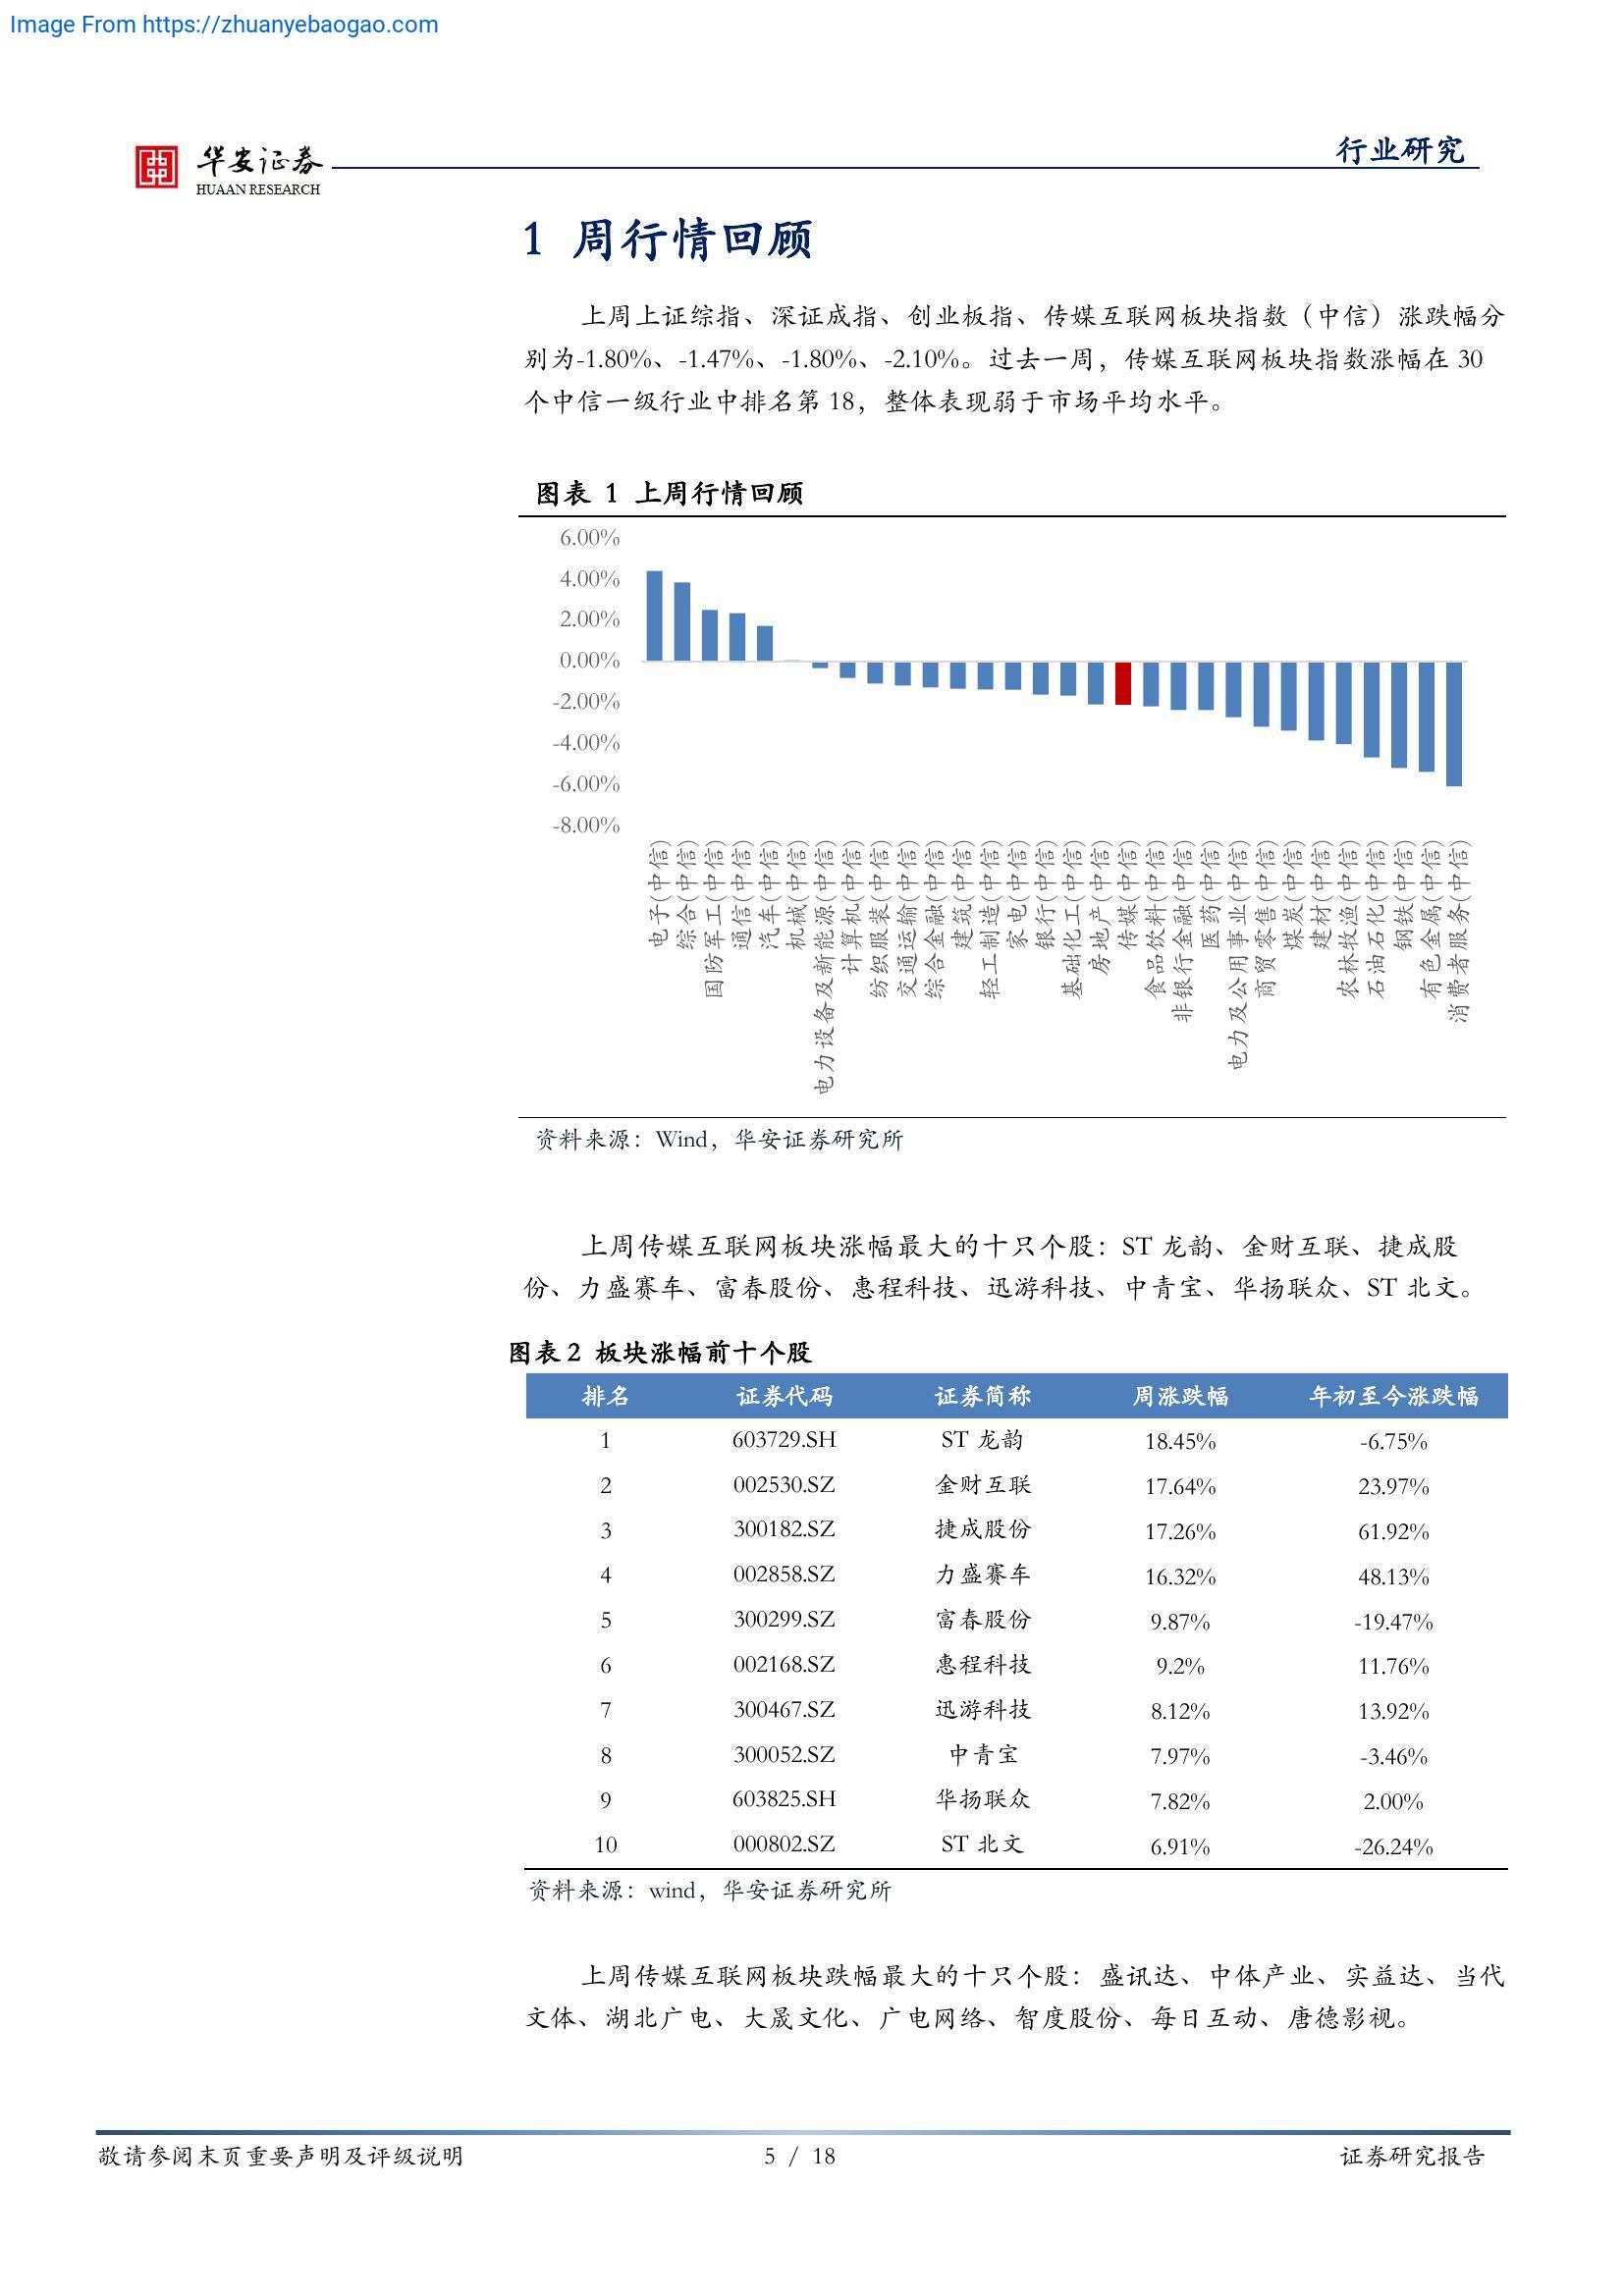 Image From https://zhuanyebaogao.com
华安证券
HUAAN RESEARCH
行业研究
1 周行情回顾
上周上证综指、深证成指、创业板指、传媒互联网板块指数（中信）涨跌幅分
别为-1.80%、-1.47%、-1.80%、-2.10%。过去一周，传媒互联网板块指数涨幅在 30
个中信一级行业中排名第 18，整体表现弱于市场平均水平。
图表 1 上周行情回顾
6.00%
4.00%
2.00%
0.00%
-2.00%
-4.00%
-6.00%
-8.00%
电子(中信)
综合(中信)
国防军工(中信)
通信(中信)
汽车(中信)
机械(中信)
电力设备及新能源(中信)
计算机(中信)
纺织服装(中信)
交通运输(中信)
综合金融(中信)
建筑(中信)
轻工制造(中信)
家电(中信)
银行(中信)
基础化工(中信)
房地产(中信)
传媒(中信)
食品饮料(中信)
非银行金融(中信)
医药(中信)
电力及公用事业(中信)
商贸零售(中信)
煤炭(中信)
建材(中信)
农林牧渔(中信)
石油石化(中信)
钢铁(中信)
有色金属(中信)
消费者服务(中信)
资料来源：Wind，华安证券研究所
上周传媒互联网板块涨幅最大的十只个股：ST 龙韵、金财互联、捷成股
份、力盛赛车、富春股份、惠程科技、迅游科技、中青宝、华扬联众、ST 北文。
图表 2 板块涨幅前十个股
排名 证券代码 证券简称 周涨跌幅 年初至今涨跌幅
1 603729.SH ST 龙韵 18.45% -6.75%
2 002530.SZ 金财互联 17.64% 23.97%
3 300182.SZ 捷成股份 17.26% 61.92%
4 002858.SZ 力盛赛车 16.32% 48.13%
5 300299.SZ 富春股份 9.87% -19.47%
6 002168.SZ 惠程科技 9.2% 11.76%
7 300467.SZ 迅游科技 8.12% 13.92%
8 300052.SZ 中青宝 7.97% -3.46%
9 603825.SH 华扬联众 7.82% 2.00%
10 000802.SZ ST 北文 6.91% -26.24%
资料来源：wind，华安证券研究所
上周传媒互联网板块跌幅最大的十只个股：盛讯达、中体产业、实益达、当代
文体、湖北广电、大晟文化、广电网络、智度股份、每日互动、唐德影视。
敬请参阅末页重要声明及评级说明 5 / 18 证券研究报告